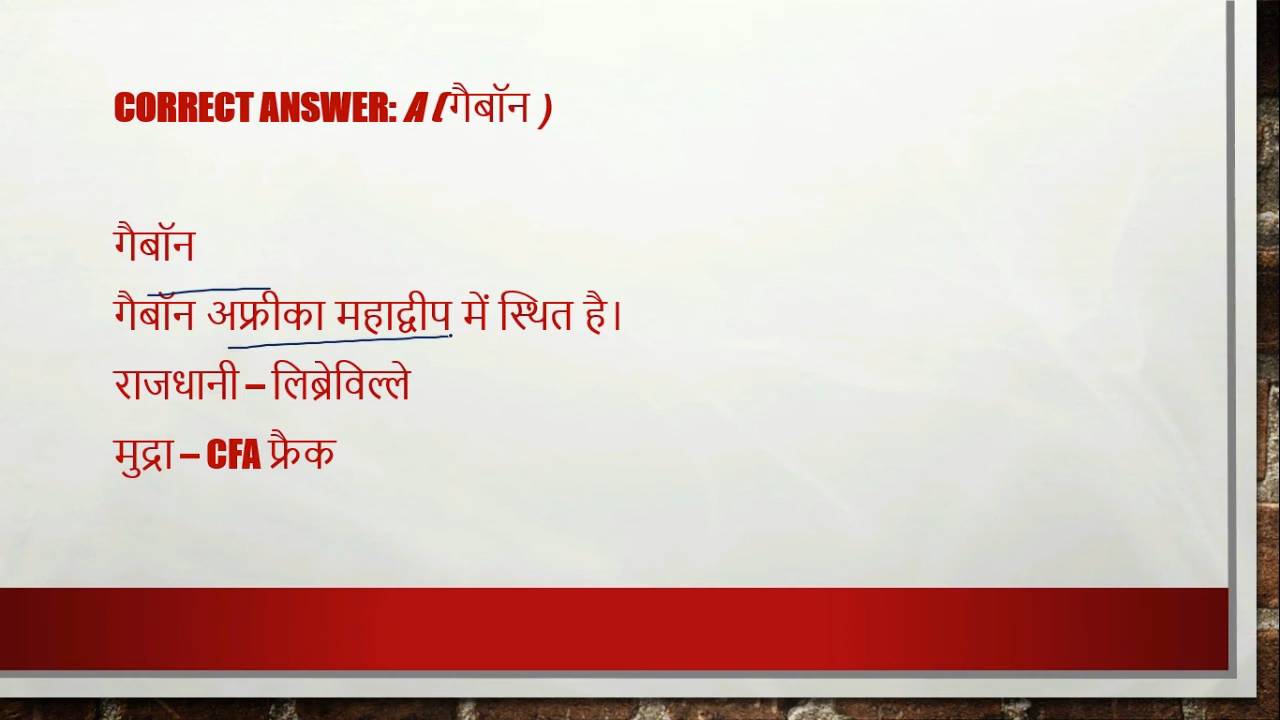 CORRECT ANSWER: A (गैबॉन )
गैबॉन
गैबॉन अफ्रीका महाद्वीप में स्थित है।
राजधानी – लिब्रेविल्ले
मुद्रा – CFA फ्रैक